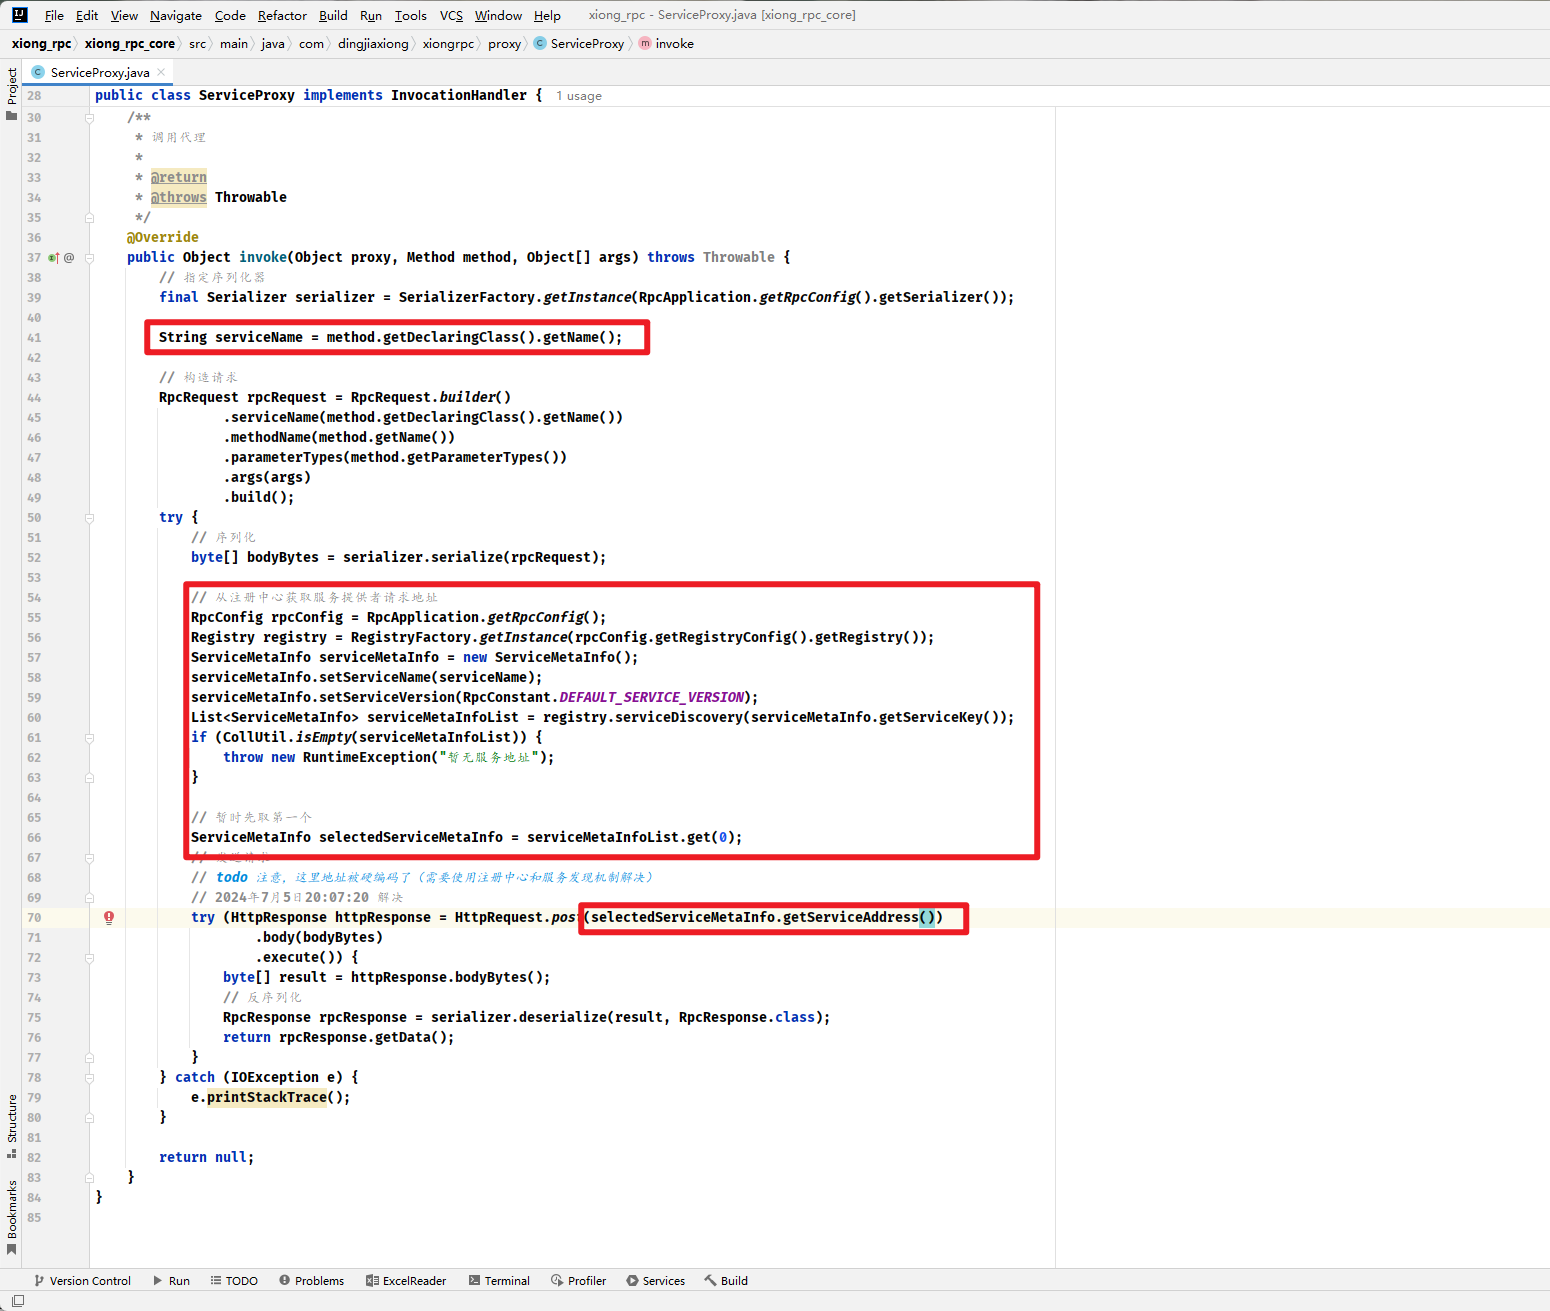 File Edit View Navigate Code Refactor Build Run Tools VCS Window Help xiong_rpc - ServiceProxy.java [xiong_rpc_core]
xiong_rpc xiong_rpc_core src main java com dingjiaxiong xiongrpc proxy ServiceProxy invoke
ServiceProxy.java
Project
28 public class ServiceProxy implements InvocationHandler { 1 usage
30 /**
31 * 调用代理
32 *
33 * @return
34 * @throws Throwable
35 */
36 @Override
37 public Object invoke(Object proxy, Method method, Object[] args) throws Throwable {
38 // 指定序列化器
39 final Serializer serializer = SerializerFactory.getInstance(RpcApplication.getRpcConfig().getSerializer());
40
41 String serviceName = method.getDeclaringClass().getName();
42
43 // 构造请求
44 RpcRequest rpcRequest = RpcRequest.builder()
45 .serviceName(method.getDeclaringClass().getName())
46 .methodName(method.getName())
47 .parameterTypes(method.getParameterTypes())
48 .args(args)
49 .build();
50 try {
51 // 序列化
52 byte[] bodyBytes = serializer.serialize(rpcRequest);
53
54 // 从注册中心获取服务提供者请求地址
55 RpcConfig rpcConfig = RpcApplication.getRpcConfig();
56 Registry registry = RegistryFactory.getInstance(rpcConfig.getRegistryConfig().getRegistry());
57 ServiceMetaInfo serviceMetaInfo = new ServiceMetaInfo();
58 serviceMetaInfo.setServiceName(serviceName);
59 serviceMetaInfo.setServiceVersion(RpcConstant.DEFAULT_SERVICE_VERSION);
60 List<ServiceMetaInfo> serviceMetaInfoList = registry.serviceDiscovery(serviceMetaInfo.getServiceKey());
61 if (CollUtil.isEmpty(serviceMetaInfoList)) {
62 throw new RuntimeException("暂无服务地址");
63 }
64
65 // 暂时先取第一个
66 ServiceMetaInfo selectedServiceMetaInfo = serviceMetaInfoList.get(0);
67 //
68 // todo 注意，这里地址被硬编码了（需要使用注册中心和服务发现机制解决）
69 // 2024年7月5日20:07:20 解决
70 try (HttpResponse httpResponse = HttpRequest.post(selectedServiceMetaInfo.getServiceAddress())
71 .body(bodyBytes)
72 .execute()) {
73 byte[] result = httpResponse.bodyBytes();
74 // 反序列化
75 RpcResponse rpcResponse = serializer.deserialize(result, RpcResponse.class);
76 return rpcResponse.getData();
77 }
78 } catch (IOException e) {
79 e.printStackTrace();
80 }
81
82 return null;
83 }
84 }
85
Structure
Bookmarks
Version Control Run TODO Problems ExcelReader Terminal Profiler Services Build